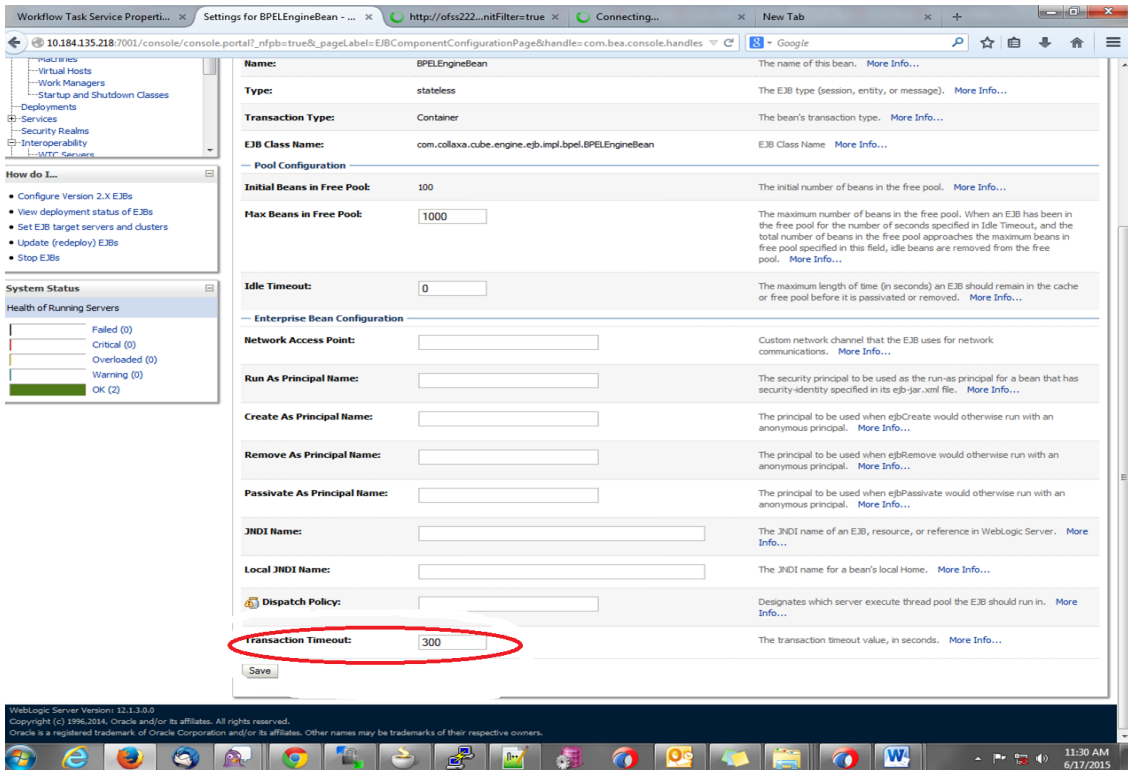 Workflow Task Service Properti... ×
Settings for BPELEngineBean - ... ×
http://ofss222...nitFilter=true ×
Connecting... ×
New Tab ×
10.184.135.218:7001/console/console.portal?_nfpb=true&_pageLabel=EJBComponentConfigurationPage&handle=com.bea.console.handles
Google
Machines
Virtual Hosts
Work Managers
Startup and Shutdown Classes
Deployments
Services
Security Realms
Interoperability
WTC Servers
How do I...
Configure Version 2.X EJBs
View deployment status of EJBs
Set EJB target servers and clusters
Update (redeploy) EJBs
Stop EJBs
System Status
Health of Running Servers
Failed (0)
Critical (0)
Overloaded (0)
Warning (0)
OK (2)
Name: BPELEngineBean The name of this bean. More Info...
Type: stateless The EJB type (session, entity, or message). More Info...
Transaction Type: Container The bean's transaction type. More Info...
EJB Class Name: com.collaxa.cube.engine.ejb.impl.bpel.BPELEngineBean EJB Class Name More Info...
Pool Configuration
Initial Beans in Free Pool: 100 The initial number of beans in the free pool. More Info...
Max Beans in Free Pool: 1000 The maximum number of beans in the free pool. When an EJB has been in
the free pool for the number of seconds specified in Idle Timeout, and the
total number of beans in the free pool approaches the maximum beans in
free pool specified in this field, idle beans are removed from the free
pool. More Info...
Idle Timeout: 0 The maximum length of time (in seconds) an EJB should remain in the cache
or free pool before it is passivated or removed. More Info...
Enterprise Bean Configuration
Network Access Point: Custom network channel that the EJB uses for network
communications. More Info...
Run As Principal Name: The security principal to be used as the run-as principal for a bean that has
security-identity specified in its ejb-jar.xml file. More Info...
Create As Principal Name: The principal to be used when ejbCreate would otherwise run with an
anonymous principal. More Info...
Remove As Principal Name: The principal to be used when ejbRemove would otherwise run with an
anonymous principal. More Info...
Passivate As Principal Name: The principal to be used when ejbPassivate would otherwise run with an
anonymous principal. More Info...
JNDI Name: The JNDI name of an EJB, resource, or reference in WebLogic Server. More
Info...
Local JNDI Name: The JNDI name for a bean's local Home. More Info...
Dispatch Policy: Designates which server execute thread pool the EJB should run in. More
Info...
Transaction Timeout: 300 The transaction timeout value, in seconds. More Info...
Save
WebLogic Server Version: 12.1.3.0.0
Copyright (c) 1996,2014, Oracle and/or its affiliates. All rights reserved.
Oracle is a registered trademark of Oracle Corporation and/or its affiliates. Other names may be trademarks of their respective owners.
11:30 AM
6/17/2015